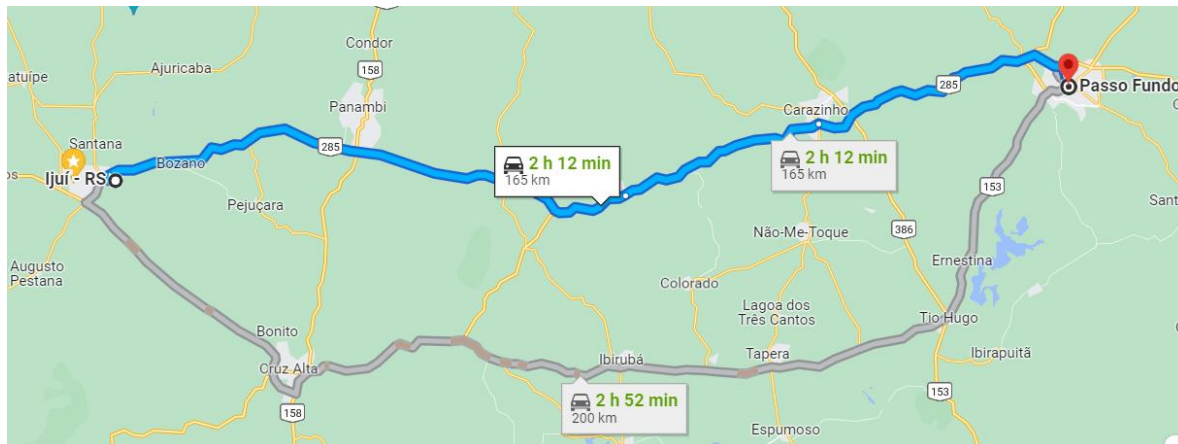 Condor
158
Ajuricaba
atuípe
Panambi
285
Passo Fundo
Carazinho
Santana
2 h 12 min
165 km
2 h 12 min
165 km
285
Bozano
Ijuí - RS
153
Sant
Pejuçara
Não-Me-Toque
386
Augusto
Pestana
Ernestina
Colorado
Lagoa dos
Três Cantos
Tio Hugo
Bonito
Ibirubá
Tapera
Ibirapuitã
Cruz Alta
2 h 52 min
200 km
158
153
Espumoso